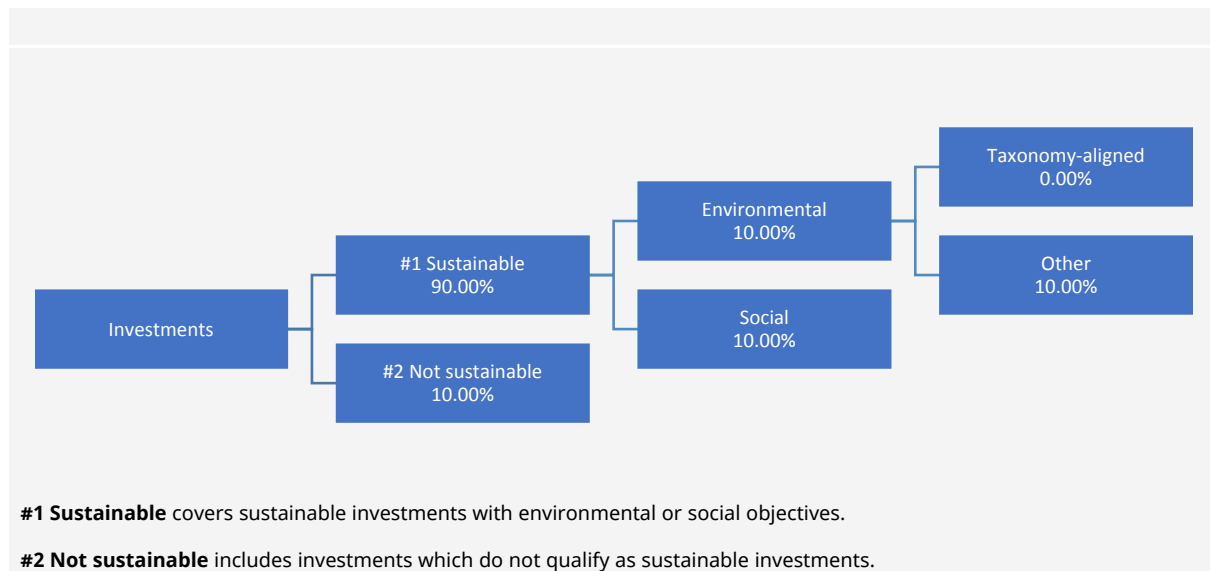 Investments
#1 Sustainable
90.00%
#2 Not sustainable
10.00%
Environmental
10.00%
Social
10.00%
Taxonomy-aligned
0.00%
Other
10.00%
#1 Sustainable covers sustainable investments with environmental or social objectives.
#2 Not sustainable includes investments which do not qualify as sustainable investments.